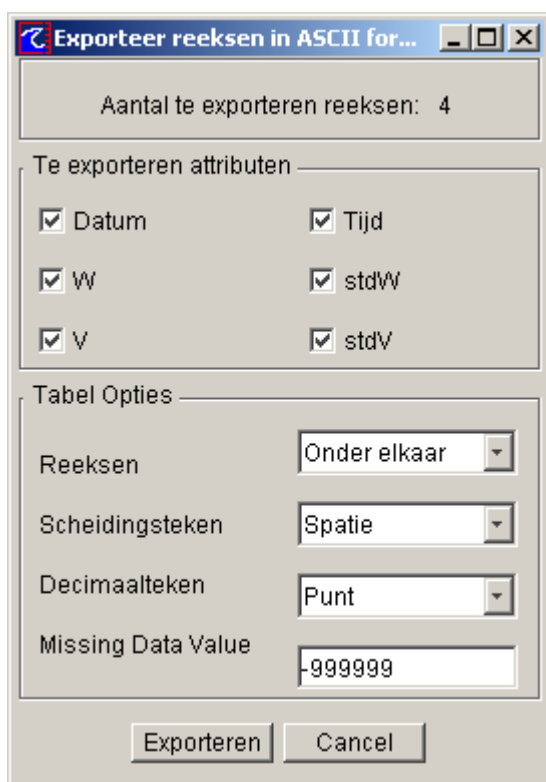 Exporteer reeksen in ASCII for...
Aantal te exporteren reeksen: 4
Te exporteren attributen
Datum
Tijd
W
stdW
V
stdV
Tabel Opties
Reeksen
Onder elkaar
Scheidingsteken
Spatie
Decimaalteken
Punt
Missing Data Value
-999999
Exporteren
Cancel